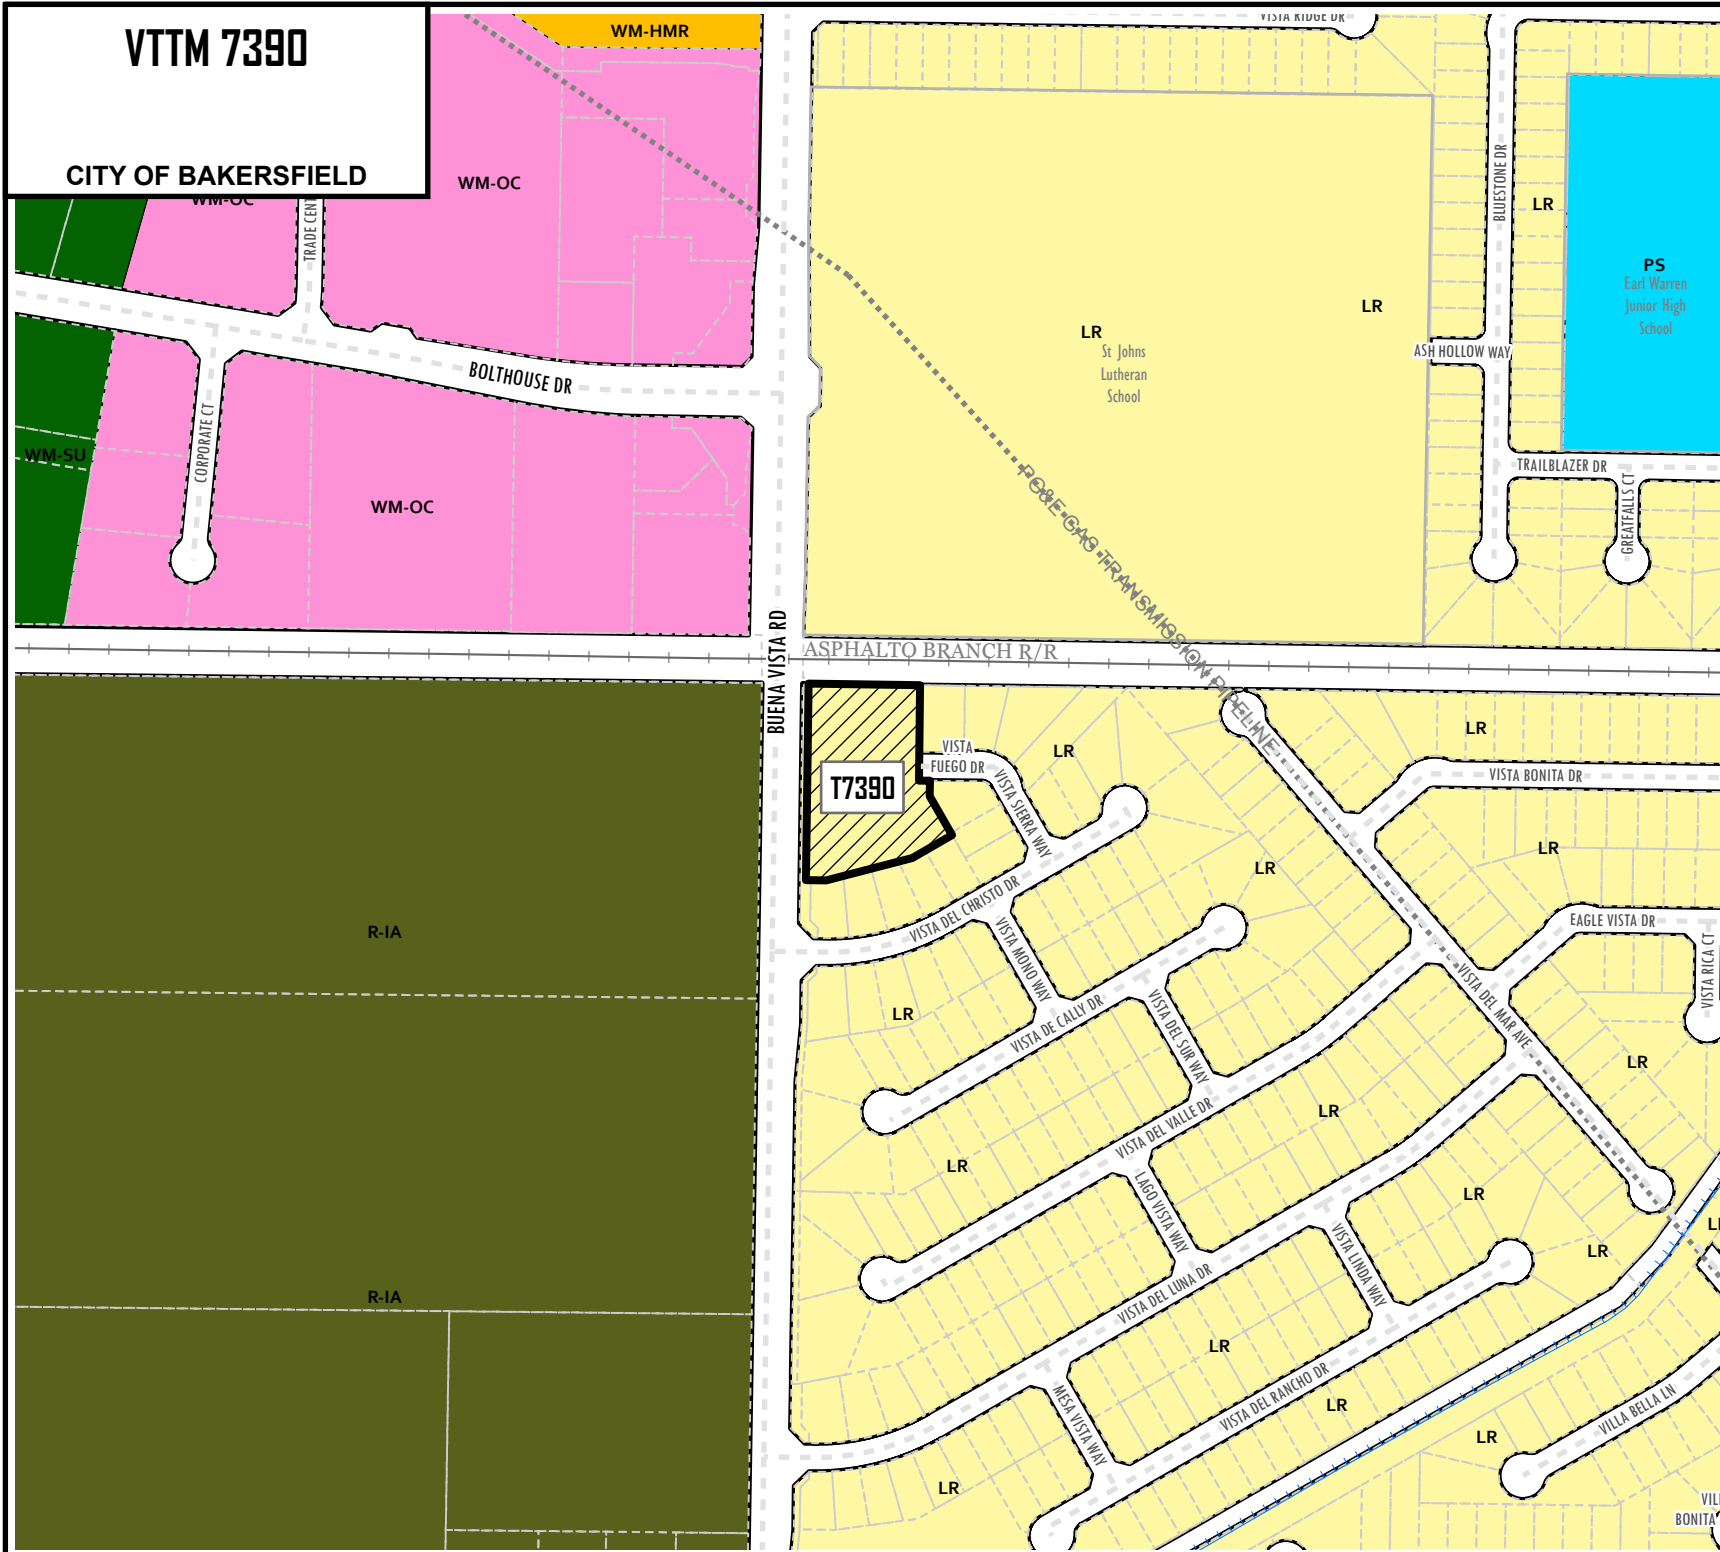 VTTM 7390
CITY OF BAKERSFIELD
WM-HMR
VISTA RIDGE DR
WM-OC
WM-OC
TRADE CENT
BLUESTONE DR
LR
PS
Earl Warren
Junior High
School
LR
LR
St Johns
Lutheran
School
ASH HOLLOW WAY
BOLTHOUSE DR
CORPORATE CT
WM-SU
WM-OC
TRAILBLAZER DR
GREATFALLS CT
PG&E GAS TRANSMISSION PIPELINE
BUENA VISTA RD
ASPHALTO BRANCH R/R
T7390
VISTA
FUEGO DR
VISTA SIERRA WAY
LR
LR
VISTA BONITA DR
LR
LR
VISTA DEL CHRISTO DR
VISTA MONO WAY
EAGLE VISTA DR
VISTA RICA CT
R-IA
LR
VISTA DE CALLY DR
VISTA DEL SUR WAY
VISTA DEL MAR AVE
LR
LR
VISTA DEL VALLE DR
LR
LAGO VISTA WAY
LR
VISTA LINDA WAY
LR
R-IA
VISTA DEL LUNA DR
LR
VISTA DEL RANCHO DR
LR
MESA VISTA WAY
LR
LR
VILLA BELLA LN
BONITA